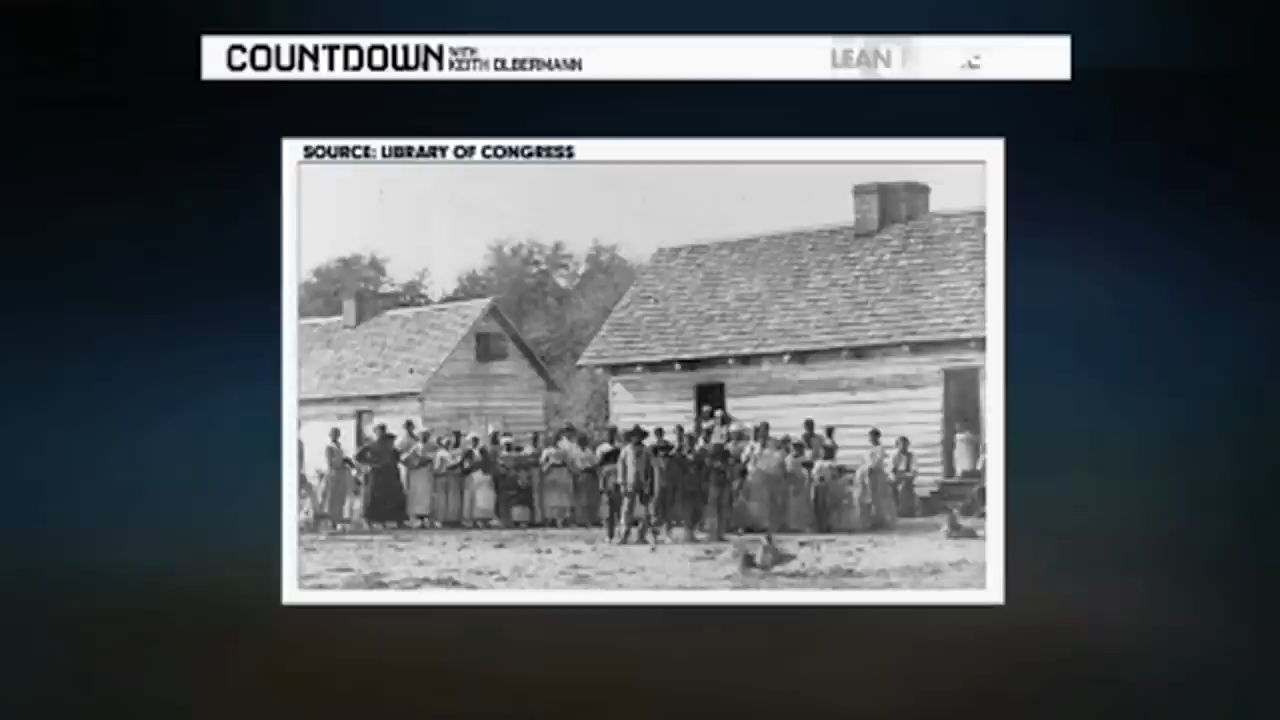 COUNTDOWN WITH KEITH OLBERMANN
LEAN
SOURCE: LIBRARY OF CONGRESS